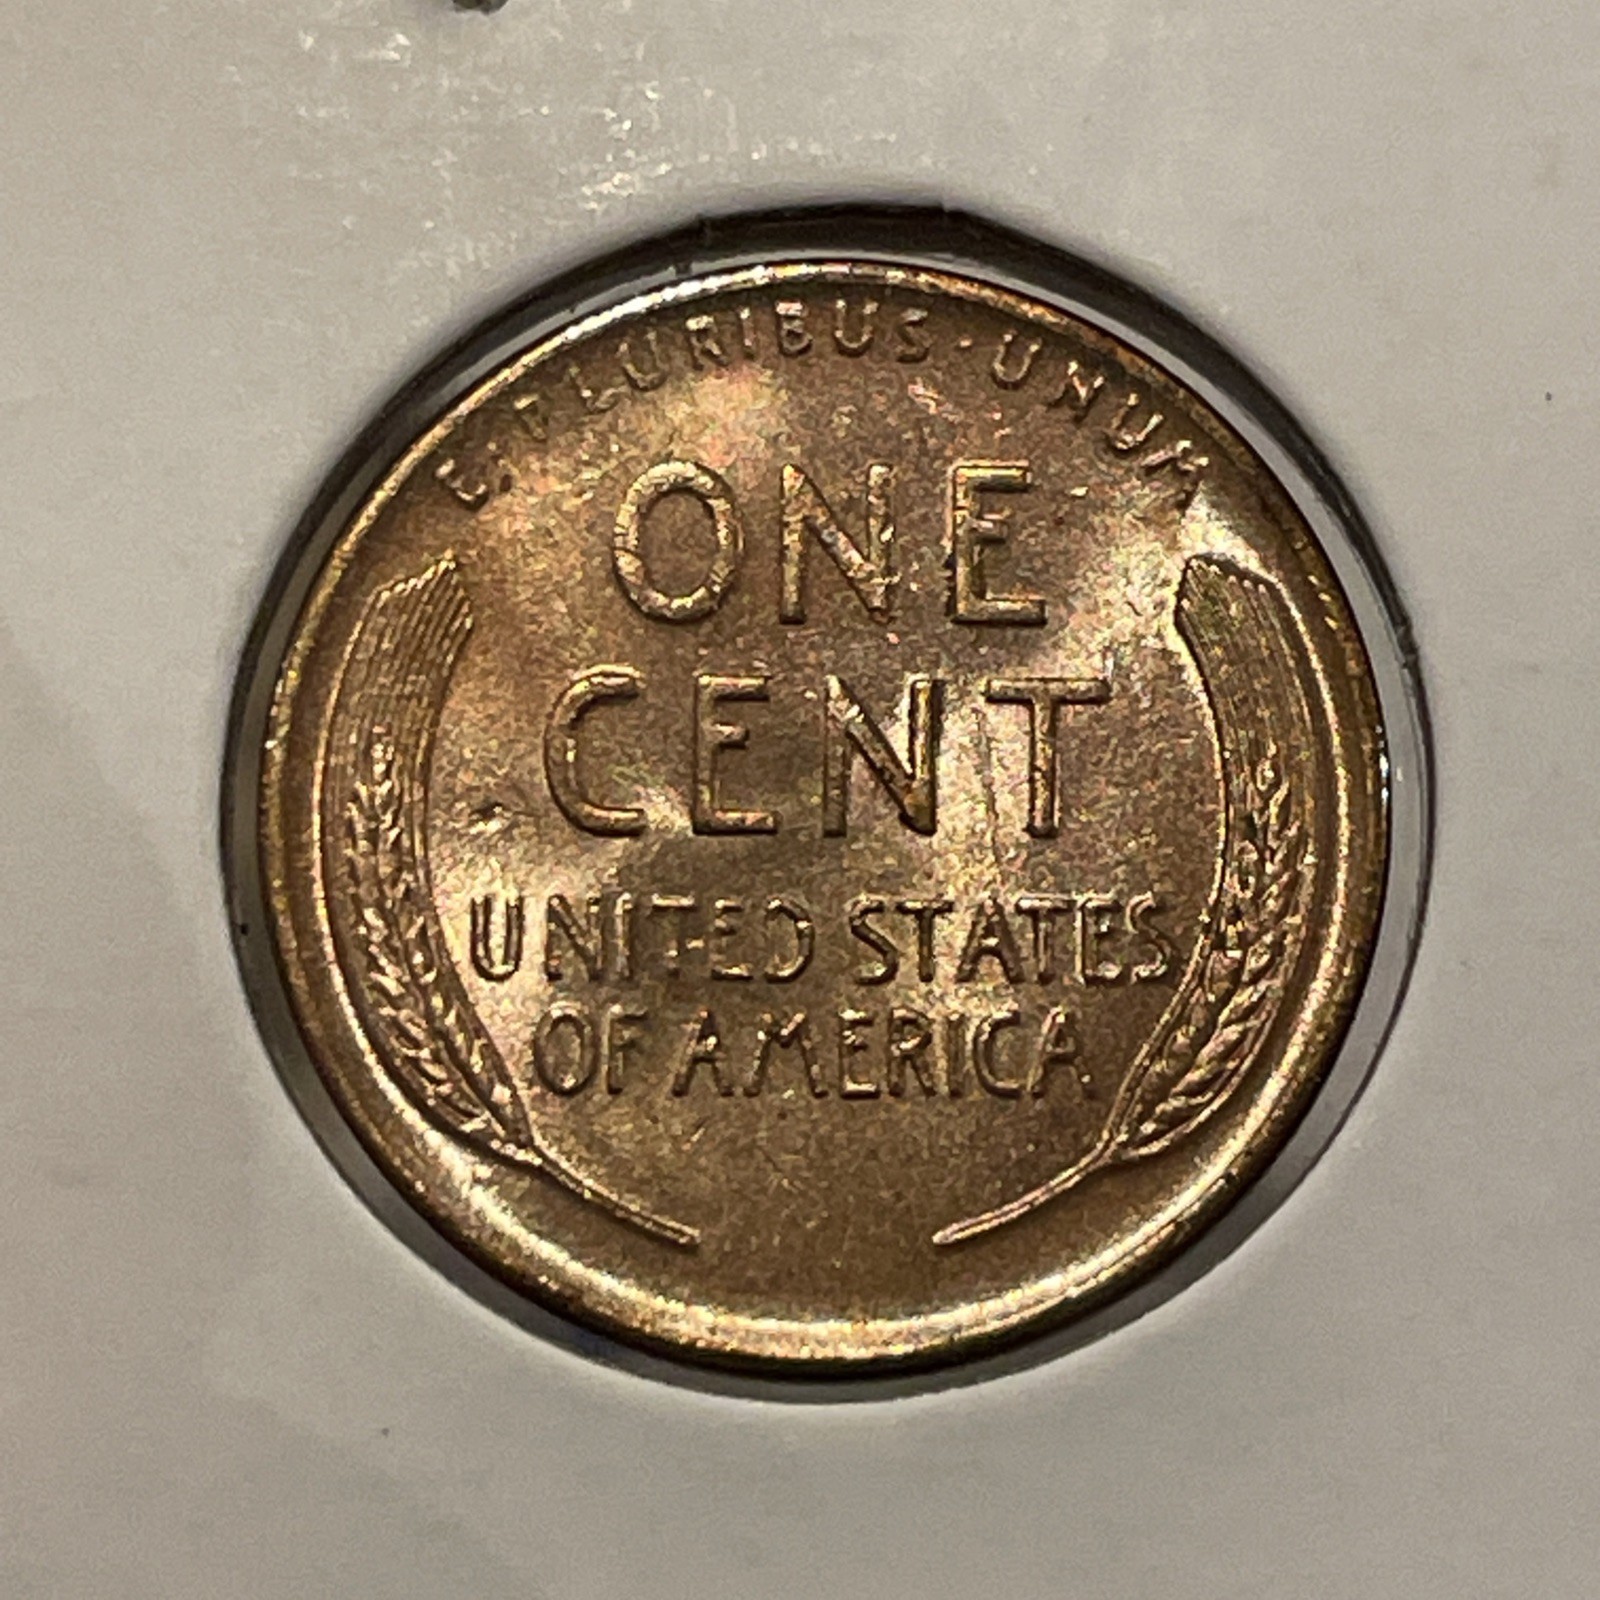 E · PLURIBUS · UNUM
ONE
CENT
UNITED STATES
OF AMERICA